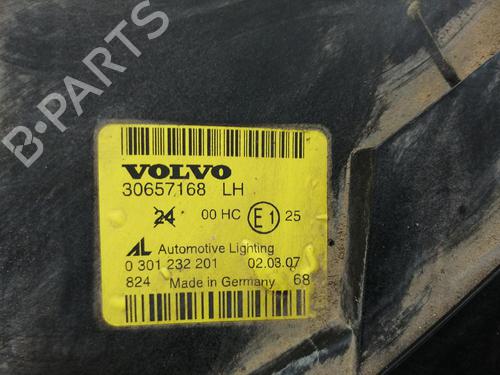 B-PARTS
VOLVO
30657168 LH
24 00 HC E1 25
AL Automotive Lighting
0 301 232 201 02.03.07
824 Made in Germany 68